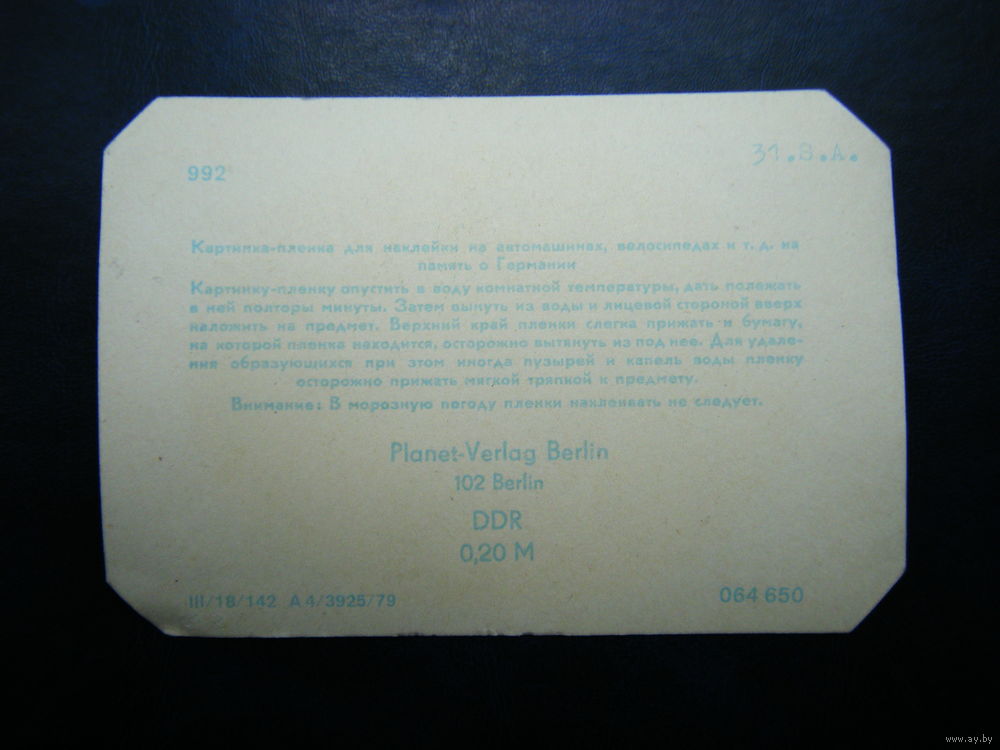 992
31.8.A.
Картинка-пленка для наклейки на автомашинах, велосипедах и т. д. на
память о Германии
Картинку-пленку опустить в воду комнатной температуры, дать полежать
в ней полторы минуты. Затем вынуть из воды и лицевой стороной вверх
наложить на предмет. Верхний край пленки слегка прижать и бумагу,
на которой пленка находится, осторожно вытянуть из под нее. Для удале-
ния образующихся при этом иногда пузырей и капель воды пленку
осторожно прижать мягкой тряпкой к предмету.
Внимание: В морозную погоду пленки наклеивать не следует.
Planet-Verlag Berlin
102 Berlin
DDR
0,20 M
III/18/142 A 4/3925/79
064 650
www.ay.by